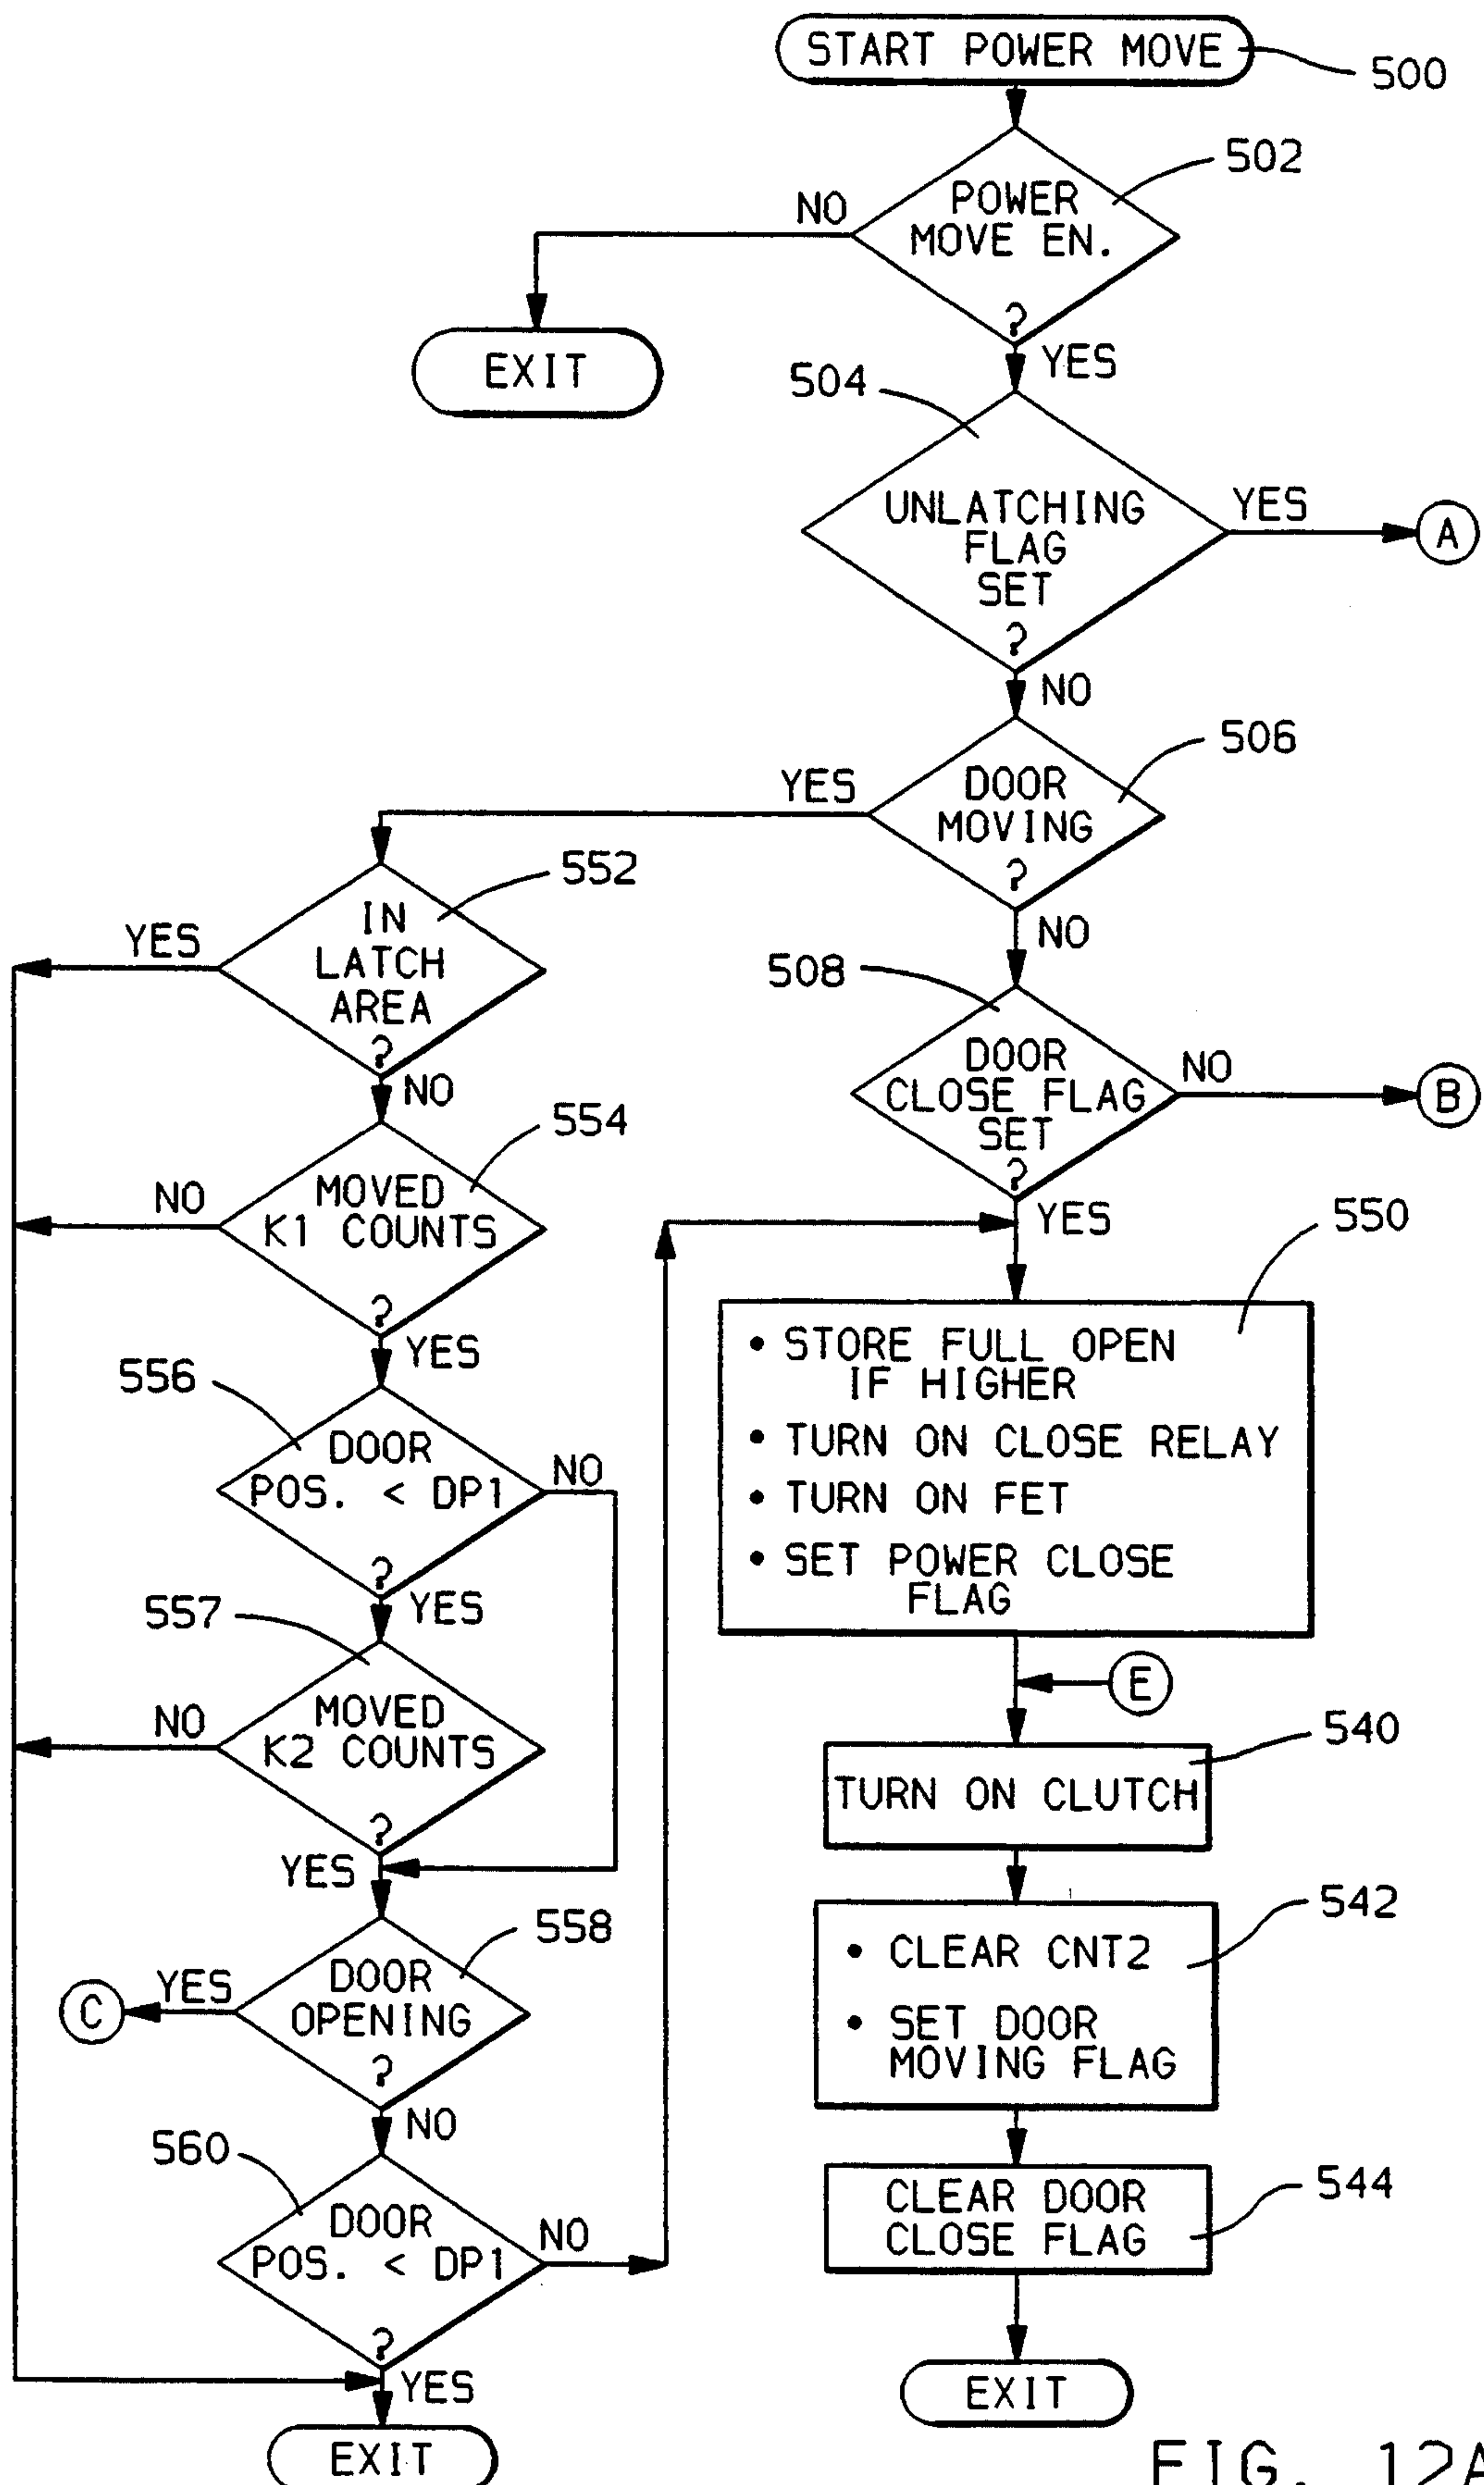 START POWER MOVE
500
502
POWER
MOVE EN.
?
NO
EXIT
YES
504
UNLATCHING
FLAG
SET
?
YES
A
NO
506
DOOR
MOVING
?
YES
NO
552
IN
LATCH
AREA
?
YES
NO
508
DOOR
CLOSE FLAG
SET
?
NO
B
YES
554
MOVED
K1 COUNTS
?
NO
YES
550
• STORE FULL OPEN
IF HIGHER
• TURN ON CLOSE RELAY
• TURN ON FET
• SET POWER CLOSE
FLAG
556
DOOR
POS. < DP1
?
NO
YES
557
MOVED
K2 COUNTS
?
NO
YES
E
540
TURN ON CLUTCH
542
• CLEAR CNT2
• SET DOOR
MOVING FLAG
558
DOOR
OPENING
?
YES
C
NO
560
DOOR
POS. < DP1
?
NO
YES
EXIT
544
CLEAR DOOR
CLOSE FLAG
EXIT
FIG. 12A